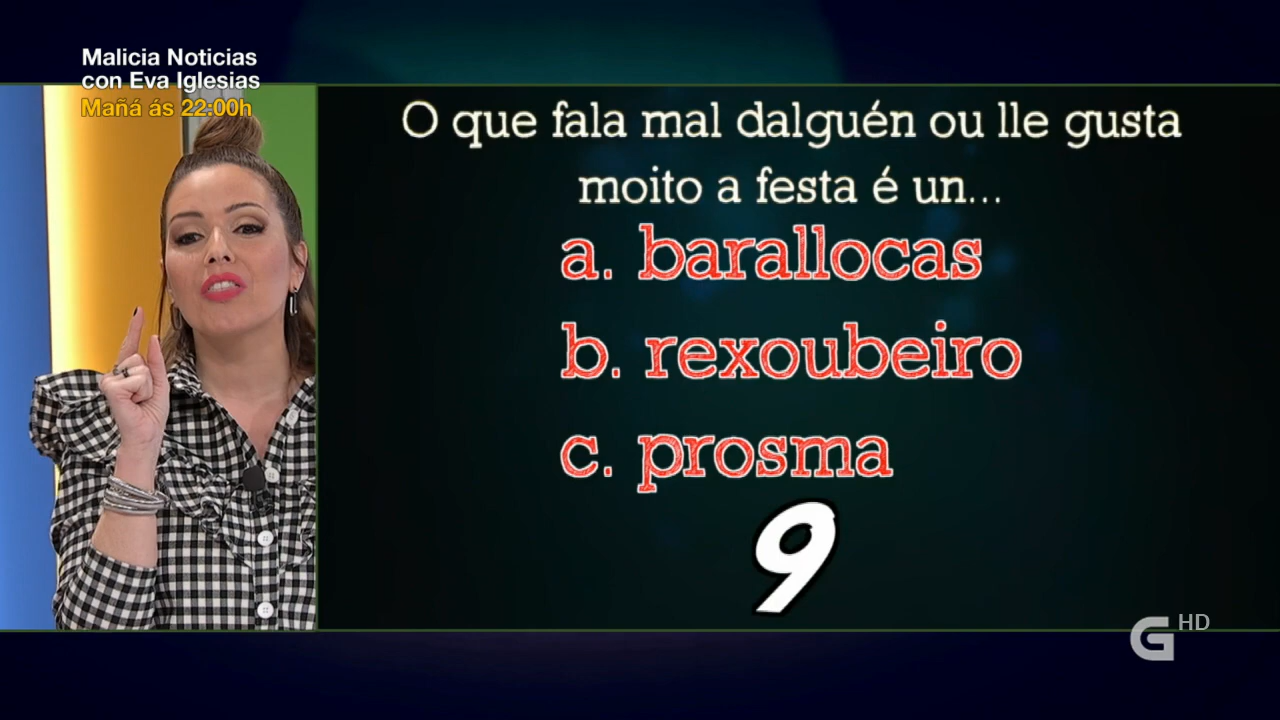 Malicia Noticias
con Eva Iglesias
Mañá ás 22:00h
O que fala mal dalguén ou lle gusta
moito a festa é un...
a. barallocas
b. rexoubeiro
c. prosma
9
G HD